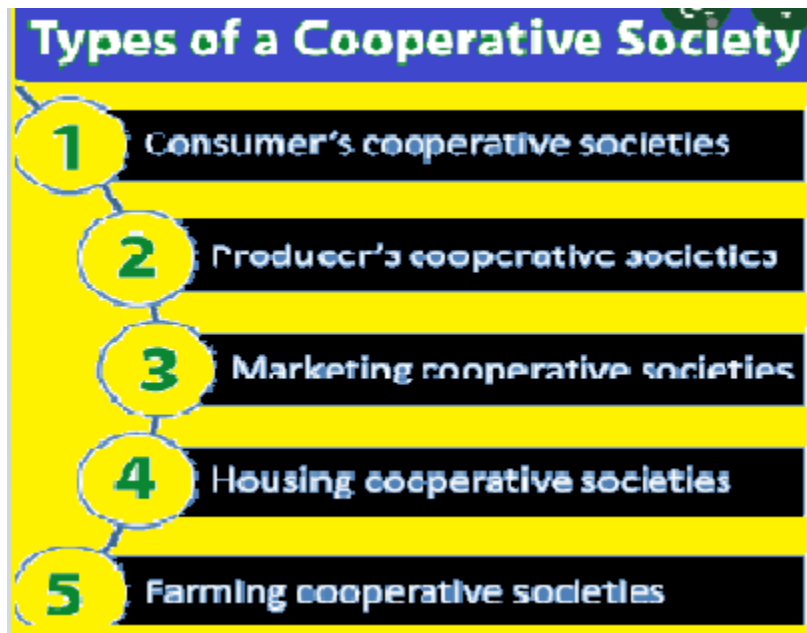 Types of a Cooperative Society
1 Consumer's cooperative societies
2 Producer's cooperative societies
3 Marketing cooperative societies
4 Housing cooperative societies
5 Farming cooperative societies